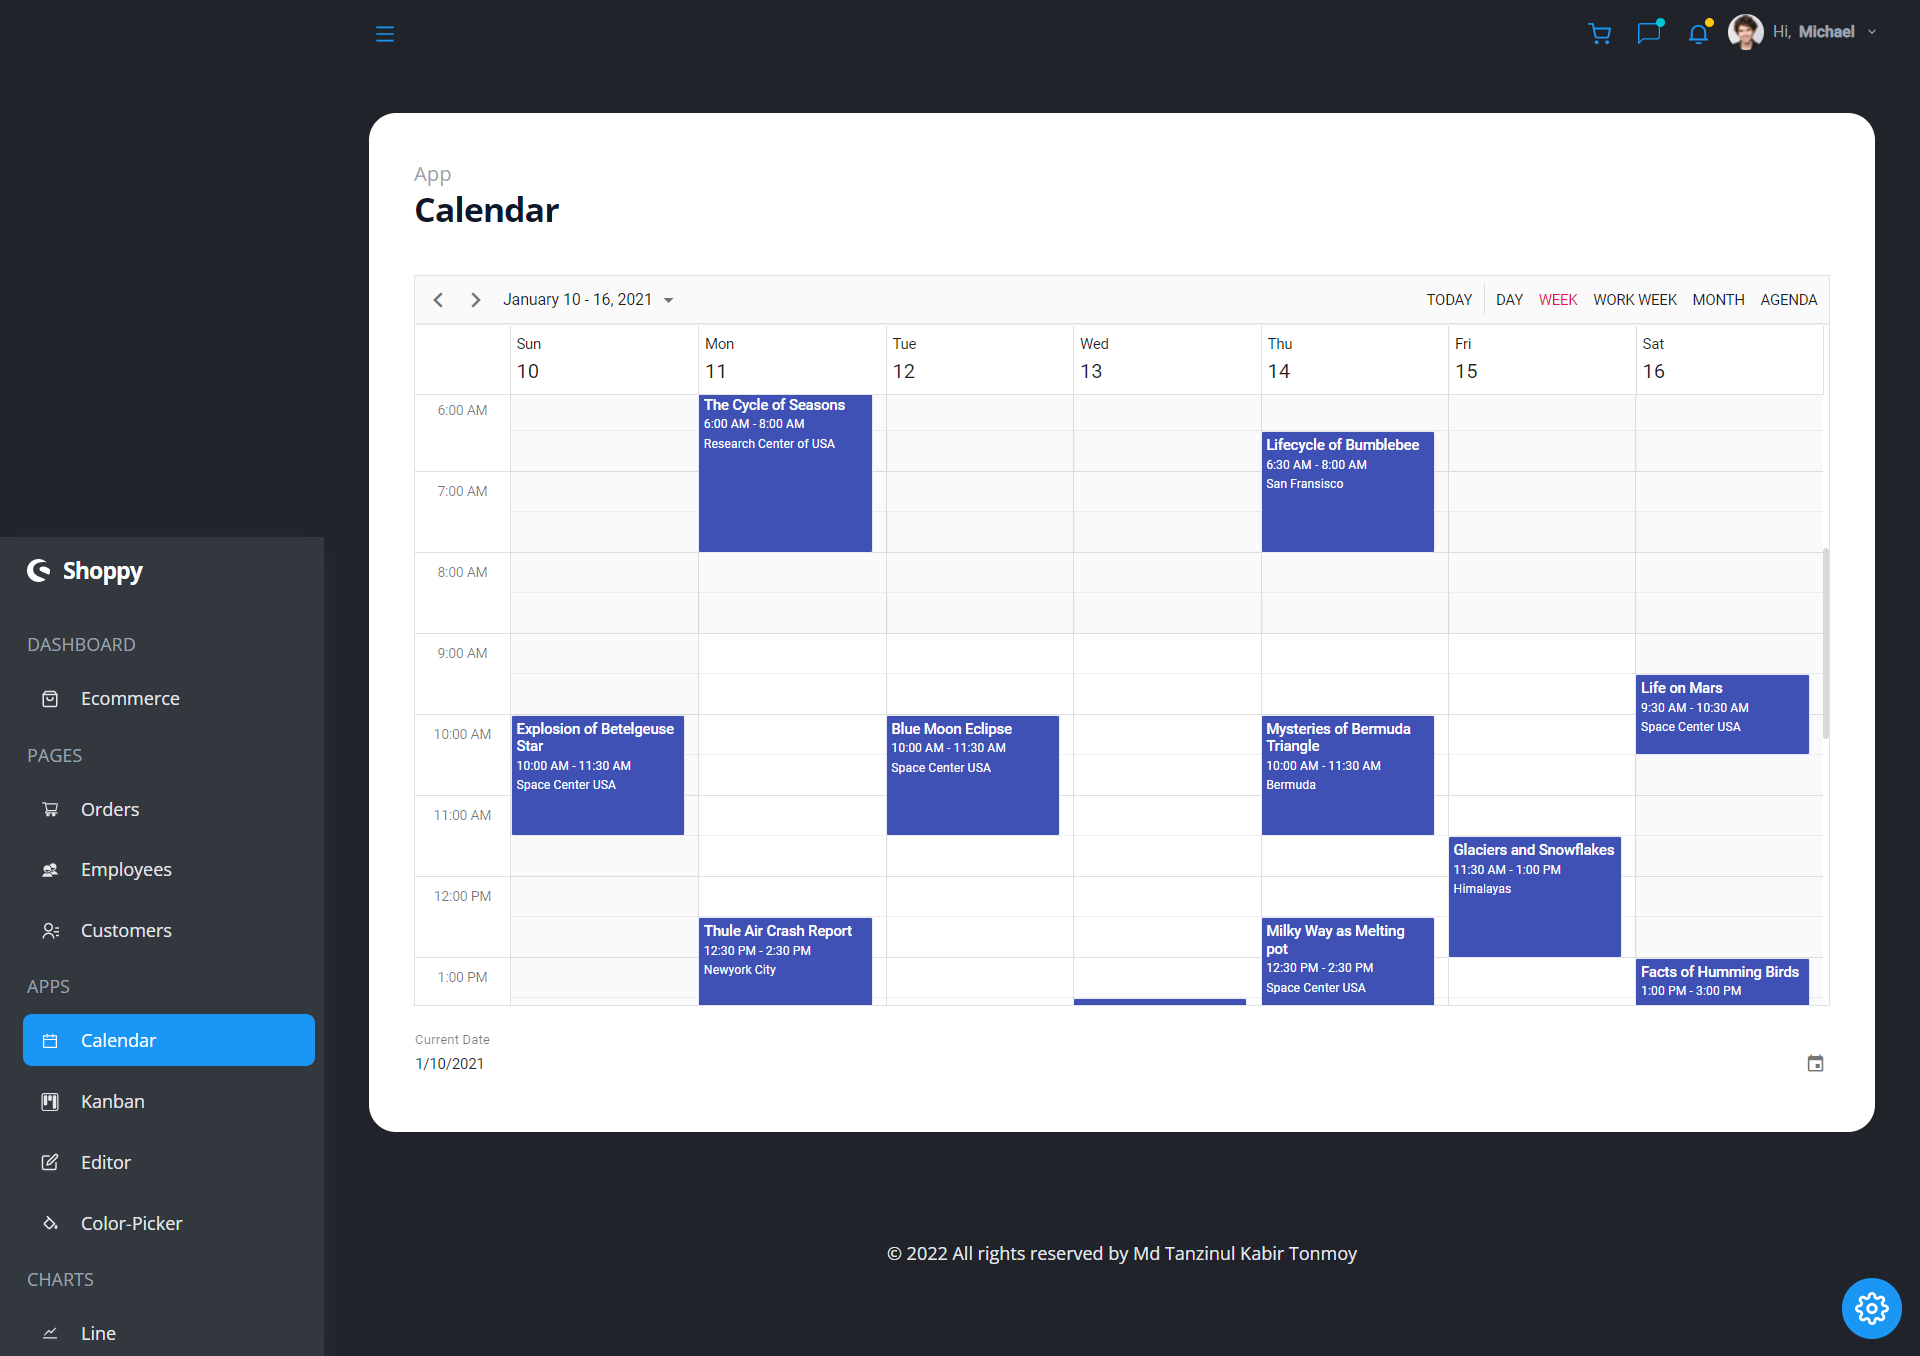 Hi, Michael
App
Calendar
January 10 - 16, 2021
TODAY DAY WEEK WORK WEEK MONTH AGENDA
Sun Mon Tue Wed Thu Fri Sat
10 11 12 13 14 15 16
6:00 AM
7:00 AM
8:00 AM
9:00 AM
10:00 AM
11:00 AM
12:00 PM
1:00 PM
Explosion of Betelgeuse
Star
10:00 AM - 11:30 AM
Space Center USA
The Cycle of Seasons
6:00 AM - 8:00 AM
Research Center of USA
Thule Air Crash Report
12:30 PM - 2:30 PM
Newyork City
Blue Moon Eclipse
10:00 AM - 11:30 AM
Space Center USA
Lifecycle of Bumblebee
6:30 AM - 8:00 AM
San Fransisco
Mysteries of Bermuda
Triangle
10:00 AM - 11:30 AM
Bermuda
Milky Way as Melting
pot
12:30 PM - 2:30 PM
Space Center USA
Glaciers and Snowflakes
11:30 AM - 1:00 PM
Himalayas
Life on Mars
9:30 AM - 10:30 AM
Space Center USA
Facts of Humming Birds
1:00 PM - 3:00 PM
Current Date
1/10/2021
Shoppy
DASHBOARD
Ecommerce
PAGES
Orders
Employees
Customers
APPS
Calendar
Kanban
Editor
Color-Picker
CHARTS
Line
© 2022 All rights reserved by Md Tanzinul Kabir Tonmoy